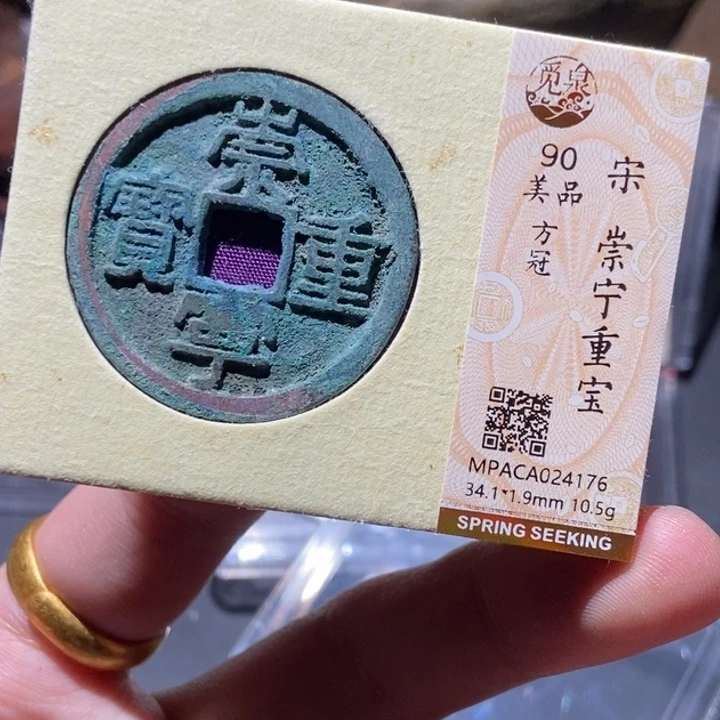 崇
重
寧
寶
觅泉
90
美品
方冠
宋
崇宁重宝
MPACA024176
34.1*1.9mm 10.5g
SPRING SEEKING